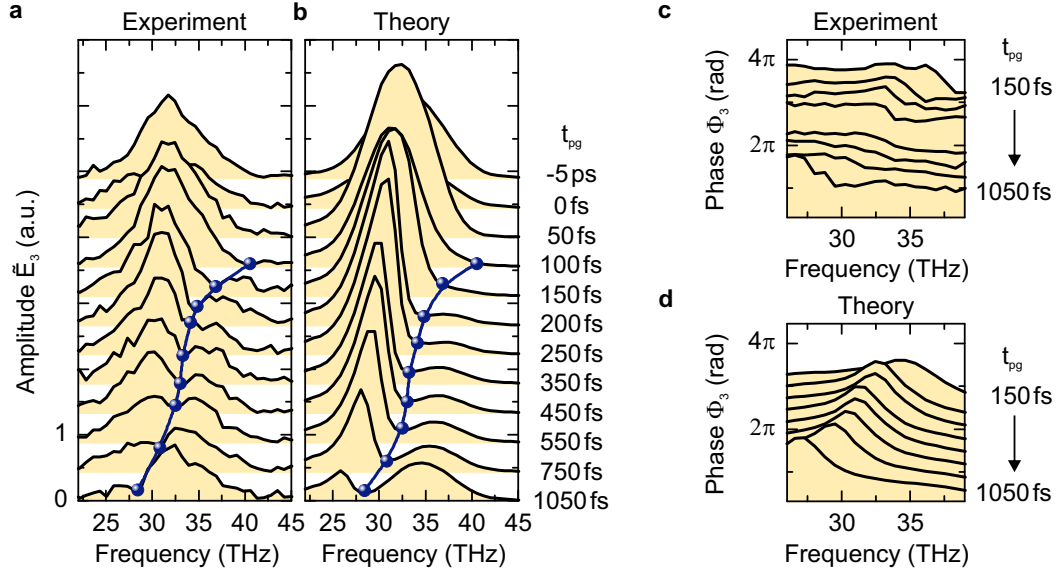 a
Experiment
Amplitude Ẽ₃ (a.u.)
1
0
25 30 35 40 45
Frequency (THz)
b
Theory
25 30 35 40 45
Frequency (THz)
tpg
-5 ps
0 fs
50 fs
100 fs
150 fs
200 fs
250 fs
350 fs
450 fs
550 fs
750 fs
1050 fs
c
Experiment
Phase Φ₃ (rad)
4π
2π
30 35
Frequency (THz)
tpg
150 fs
1050 fs
d
Theory
Phase Φ₃ (rad)
4π
2π
30 35
Frequency (THz)
tpg
150 fs
1050 fs